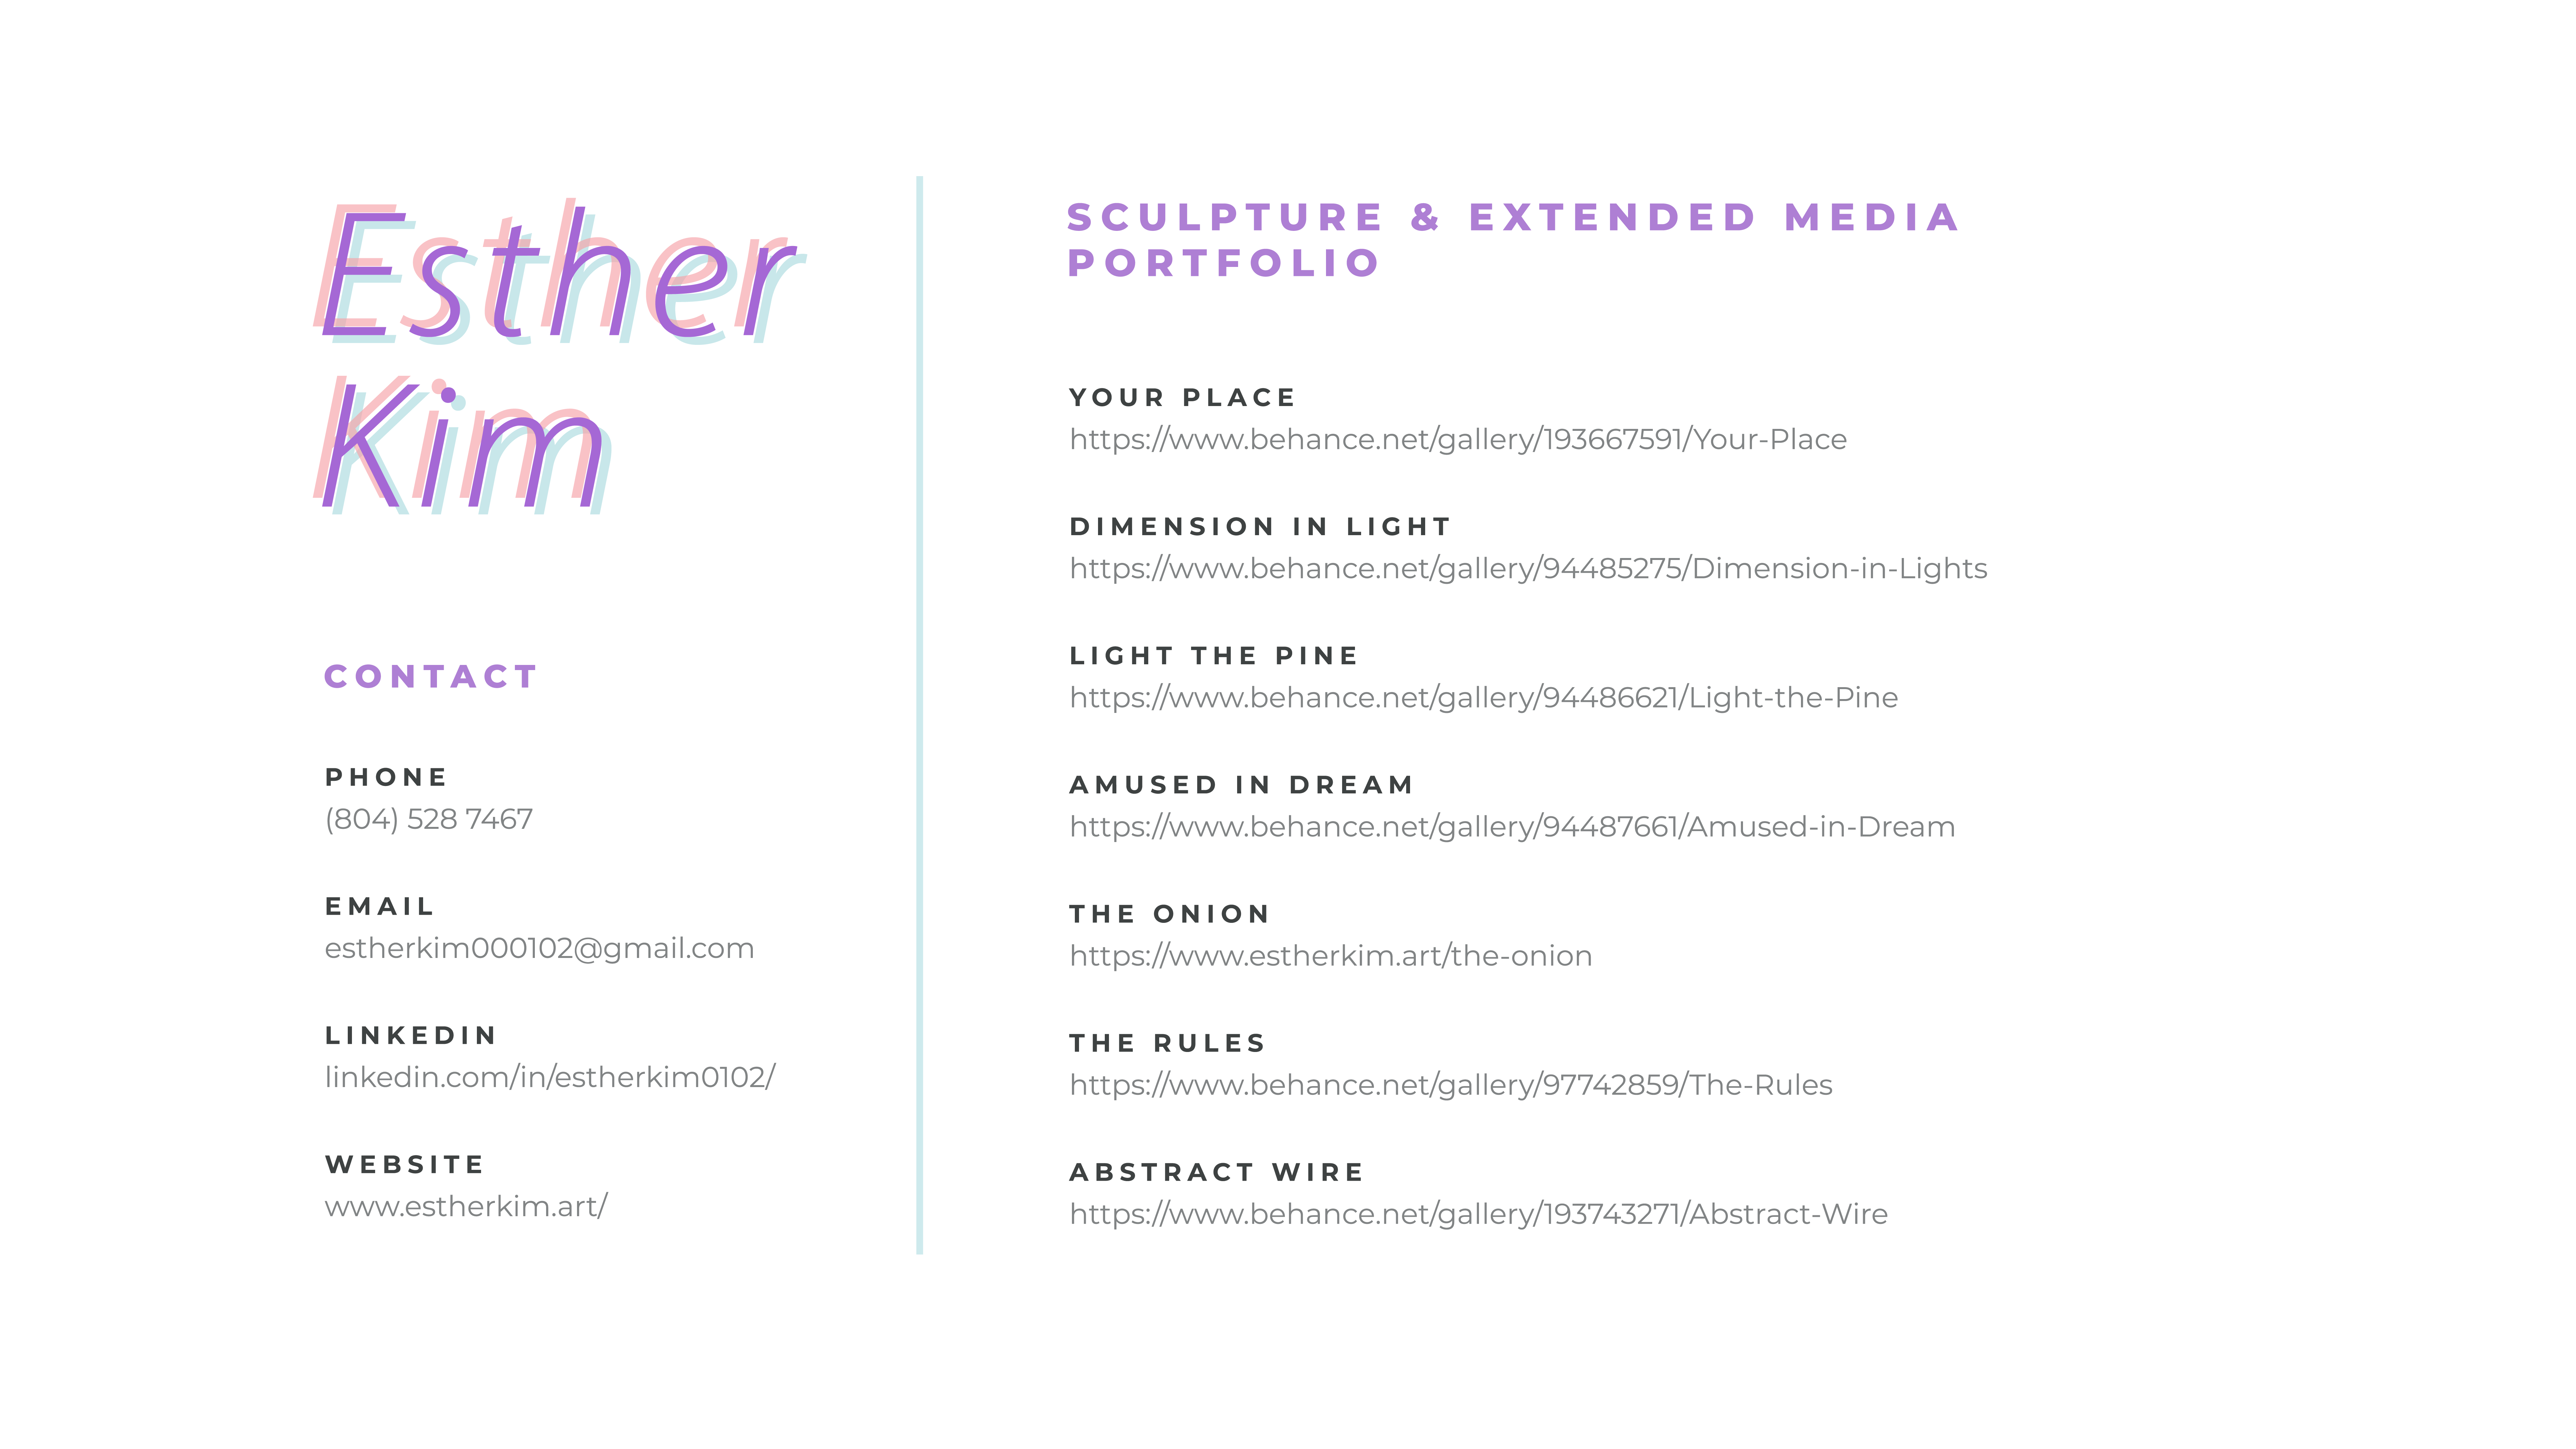 Esther
Kim
CONTACT
PHONE
(804) 528 7467
EMAIL
estherkim000102@gmail.com
LINKEDIN
linkedin.com/in/estherkim0102/
WEBSITE
www.estherkim.art/
SCULPTURE & EXTENDED MEDIA
PORTFOLIO
YOUR PLACE
https://www.behance.net/gallery/193667591/Your-Place
DIMENSION IN LIGHT
https://www.behance.net/gallery/94485275/Dimension-in-Lights
LIGHT THE PINE
https://www.behance.net/gallery/94486621/Light-the-Pine
AMUSED IN DREAM
https://www.behance.net/gallery/94487661/Amused-in-Dream
THE ONION
https://www.estherkim.art/the-onion
THE RULES
https://www.behance.net/gallery/97742859/The-Rules
ABSTRACT WIRE
https://www.behance.net/gallery/193743271/Abstract-Wire